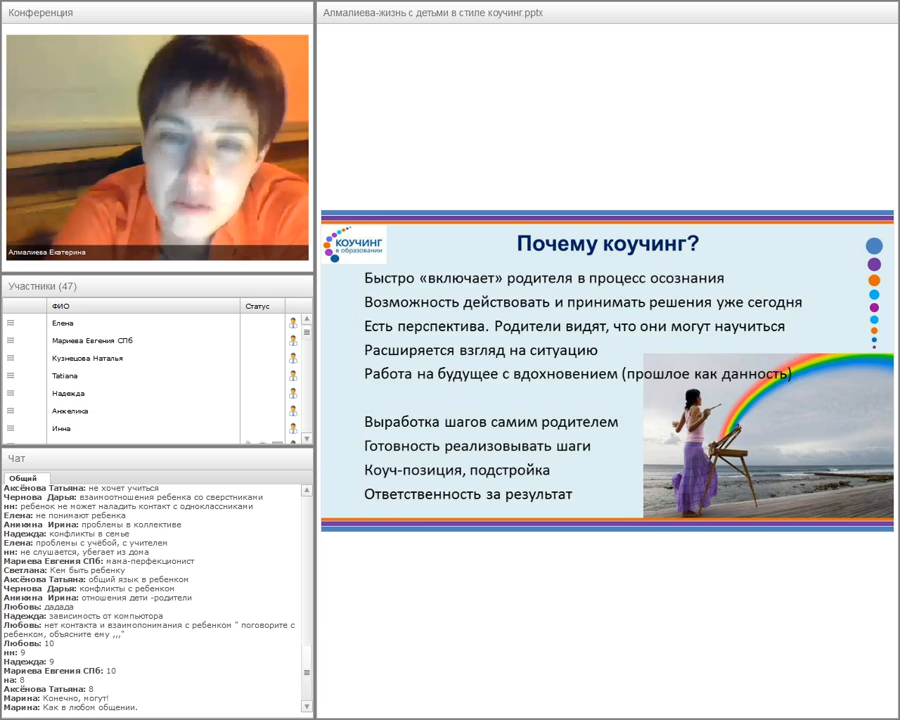 Конференция
Алмалиева Екатерина
Участники (47)
ФИО Статус
Елена
Мариева Евгения СПб
Кузнецова Наталья
Tatiana
Надежда
Анжелика
Инна
Чат
Общий
Аксёнова Татьяна: не хочет учиться
Чернова Дарья: взаимоотношения ребенка со сверстниками
нн: ребенок не может наладить контакт с одноклассниками
Елена: не понимают ребенка
Аникина Ирина: проблемы в коллективе
Надежда: конфликты в семье
Елена: проблемы с учёбой, с учителем
нн: не слушается, убегает из дома
Мариева Евгения СПб: мама-перфекционист
Светлана: Кем быть ребенку
Аксёнова Татьяна: общий язык в ребенком
Чернова Дарья: конфликты с ребенком
Аникина Ирина: отношения дети -родители
Любовь: дадада
Надежда: зависимость от компьютора
Любовь: нет контакта и взаимопонимания с ребенком " поговорите с
ребенком, объясните ему ,,,"
Любовь: 10
нн: 9
Надежда: 9
Мариева Евгения СПб: 10
на: 8
Аксёнова Татьяна: 8
Марина: Конечно, могут!
Марина: Как в любом общении.
Алмалиева-жизнь с детьми в стиле коучинг.pptx
КОУЧИНГ
в образовании
Почему коучинг?
Быстро «включает» родителя в процесс осознания
Возможность действовать и принимать решения уже сегодня
Есть перспектива. Родители видят, что они могут научиться
Расширяется взгляд на ситуацию
Работа на будущее с вдохновением (прошлое как данность)
Выработка шагов самим родителем
Готовность реализовывать шаги
Коуч-позиция, подстройка
Ответственность за результат